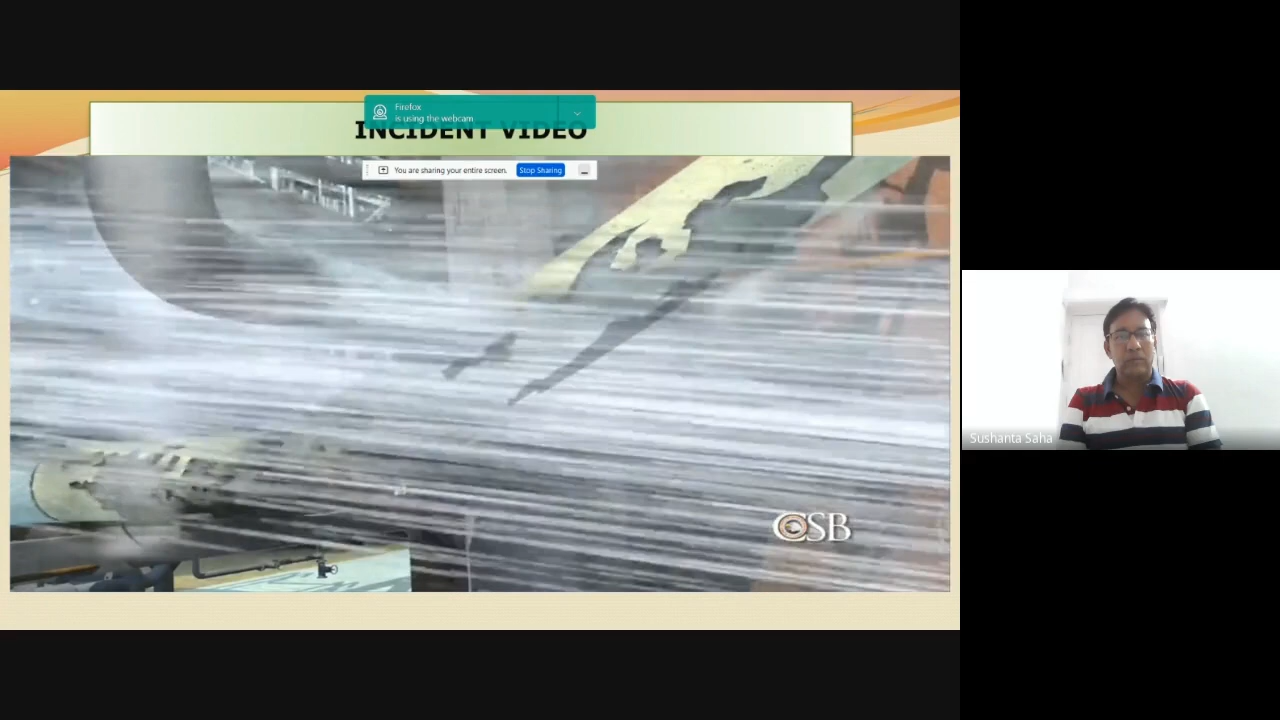 Firefox
is using the webcam
INCIDENT VIDEO
You are sharing your entire screen.
Stop Sharing
CSB
Sushanta Saha